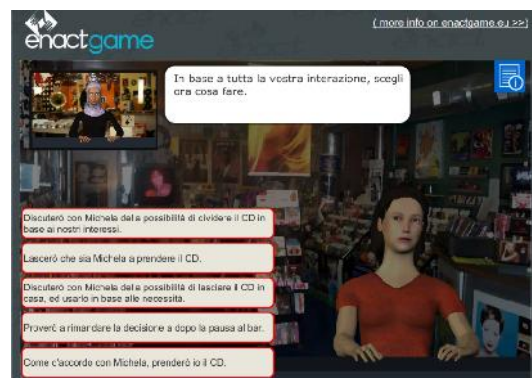 enactgame
( more info on enactgame.eu >>)
In base a tutta la vostra interazione, scegli
ora cosa fare.
Discuterò con Michela della possibilità di dividere il CD in
base ai nostri interessi.
Lascerò che sia Michela a prendere il CD.
Discuterò con Michela della possibilità di lasciare il CD in
casa, ed usarlo in base alle necessità.
Proverò a rimandare la decisione a dopo la pausa al bar.
Come d'accordo con Michela, prenderò io il CD.